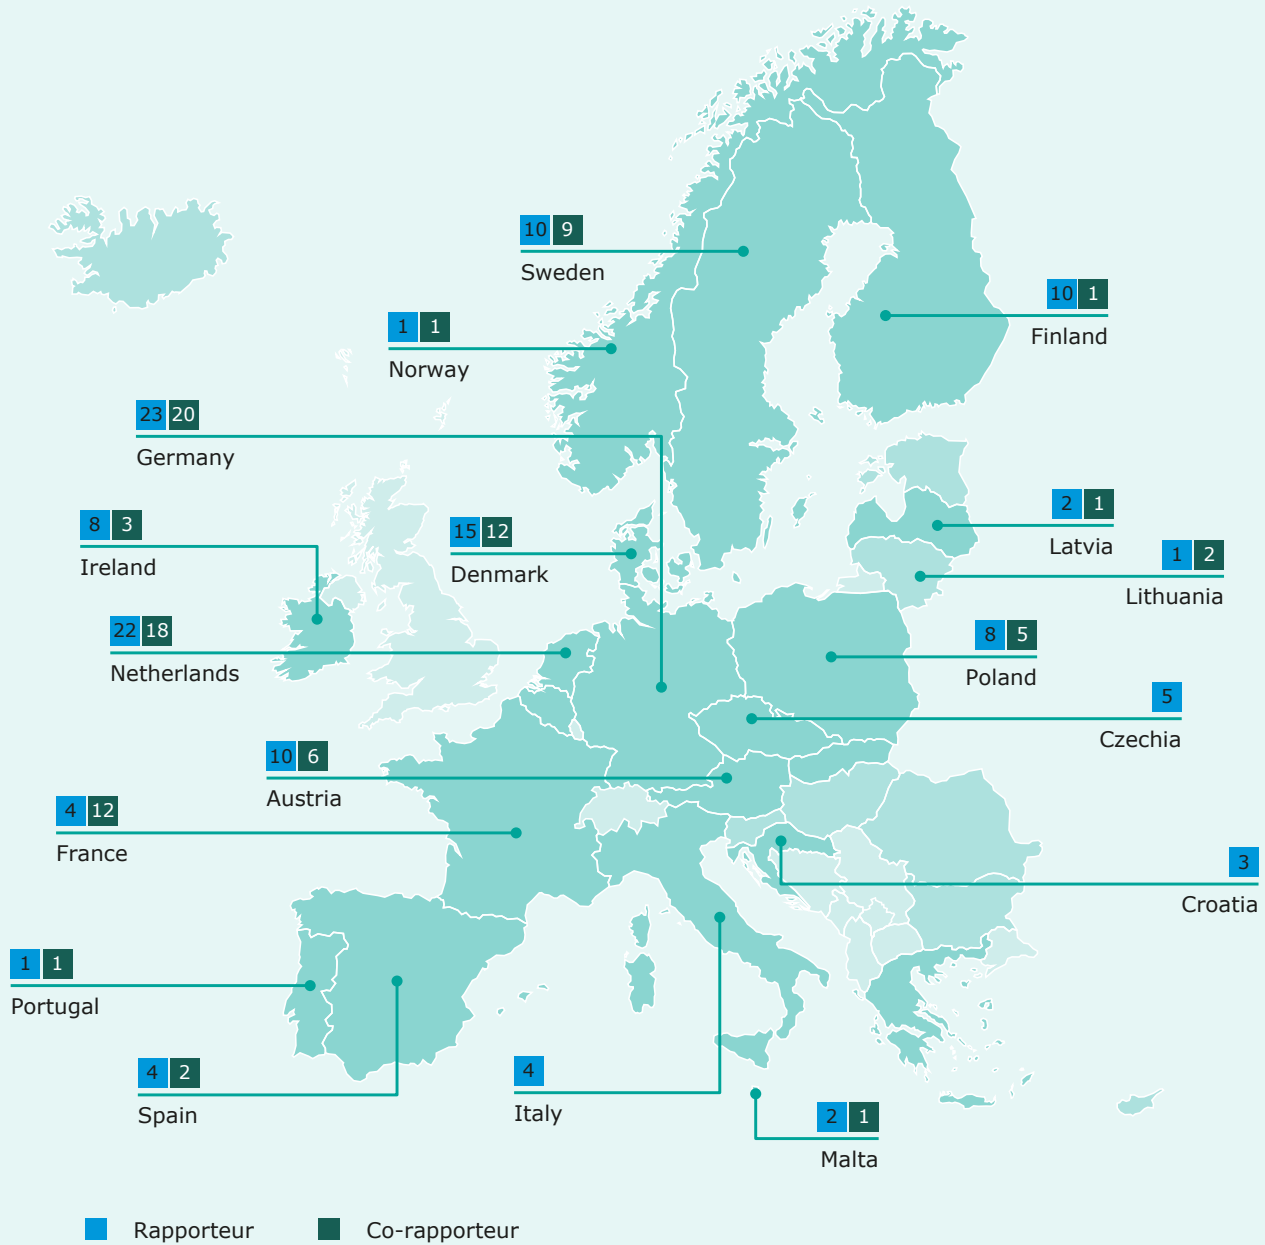 10 9
Sweden
10 1
Finland
1 1
Norway
23 20
Germany
8 3
Ireland
15 12
Denmark
2 1
Latvia
1 2
Lithuania
22 18
Netherlands
8 5
Poland
5
Czechia
10 6
Austria
4 12
France
3
Croatia
1 1
Portugal
4 2
Spain
4
Italy
2 1
Malta
Rapporteur
Co-rapporteur